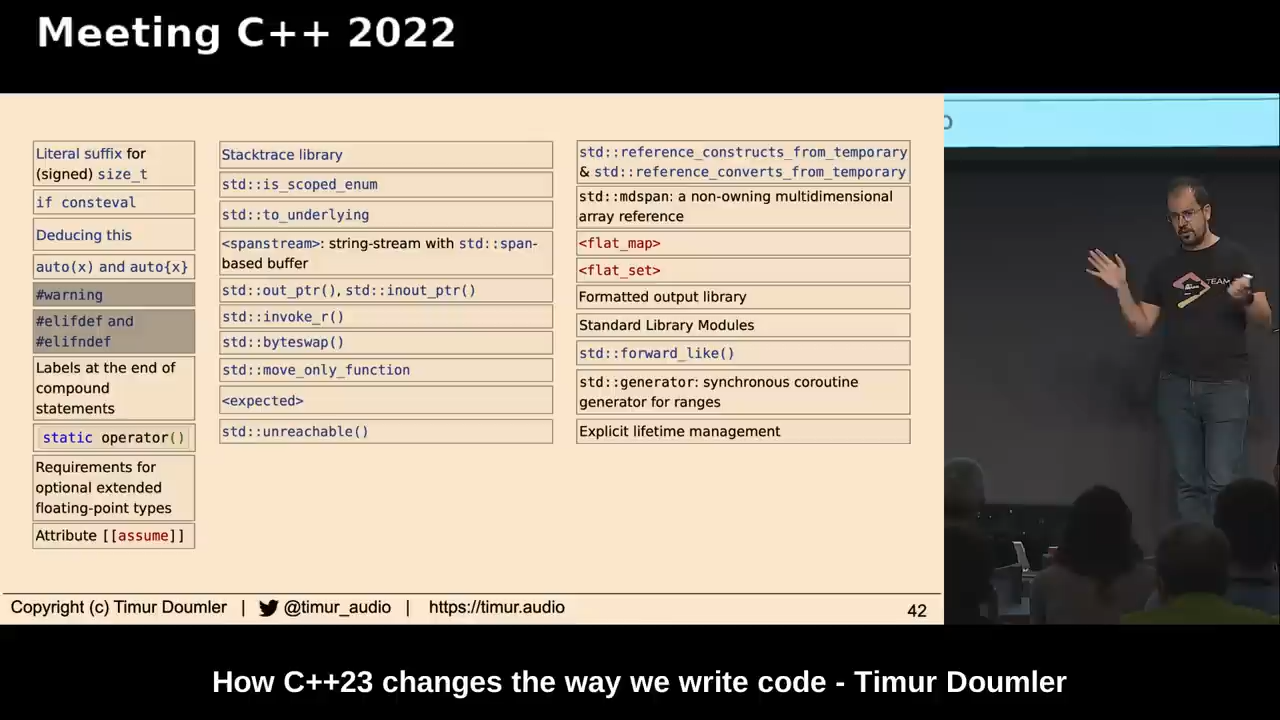 Meeting C++ 2022
Literal suffix for
(signed) size_t
if consteval
Deducing this
auto(x) and auto{x}
#warning
#elifdef and
#elifndef
Labels at the end of
compound
statements
static operator()
Requirements for
optional extended
floating-point types
Attribute [[assume]]
Stacktrace library
std::is_scoped_enum
std::to_underlying
<spanstream>: string-stream with std::span-
based buffer
std::out_ptr(), std::inout_ptr()
std::invoke_r()
std::byteswap()
std::move_only_function
<expected>
std::unreachable()
std::reference_constructs_from_temporary
& std::reference_converts_from_temporary
std::mdspan: a non-owning multidimensional
array reference
<flat_map>
<flat_set>
Formatted output library
Standard Library Modules
std::forward_like()
std::generator: synchronous coroutine
generator for ranges
Explicit lifetime management
Copyright (c) Timur Doumler | @timur_audio | https://timur.audio
42
TEAM
How C++23 changes the way we write code - Timur Doumler